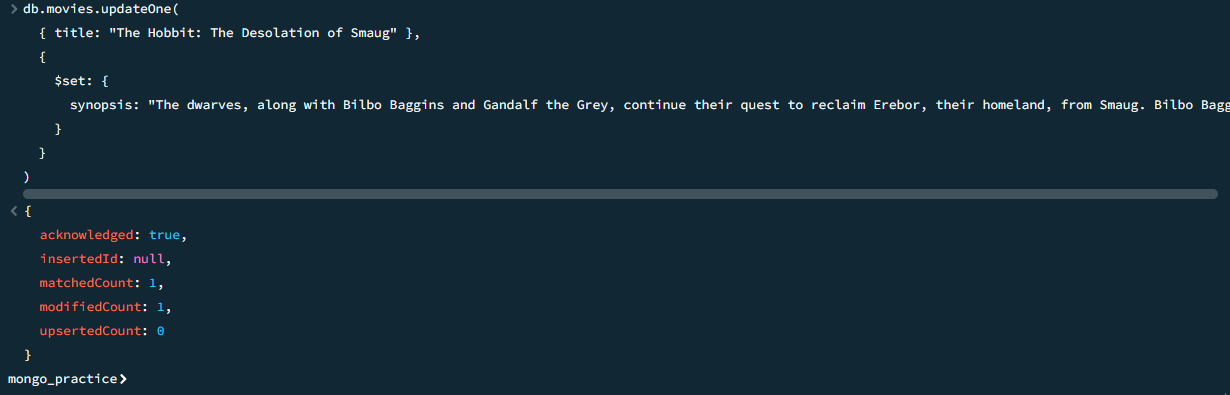 > db.movies.updateOne(
{ title: "The Hobbit: The Desolation of Smaug" },
{
$set: {
synopsis: "The dwarves, along with Bilbo Baggins and Gandalf the Grey, continue their quest to reclaim Erebor, their homeland, from Smaug. Bilbo Bagg
}
}
)
< {
acknowledged: true,
insertedId: null,
matchedCount: 1,
modifiedCount: 1,
upsertedCount: 0
}
mongo_practice>